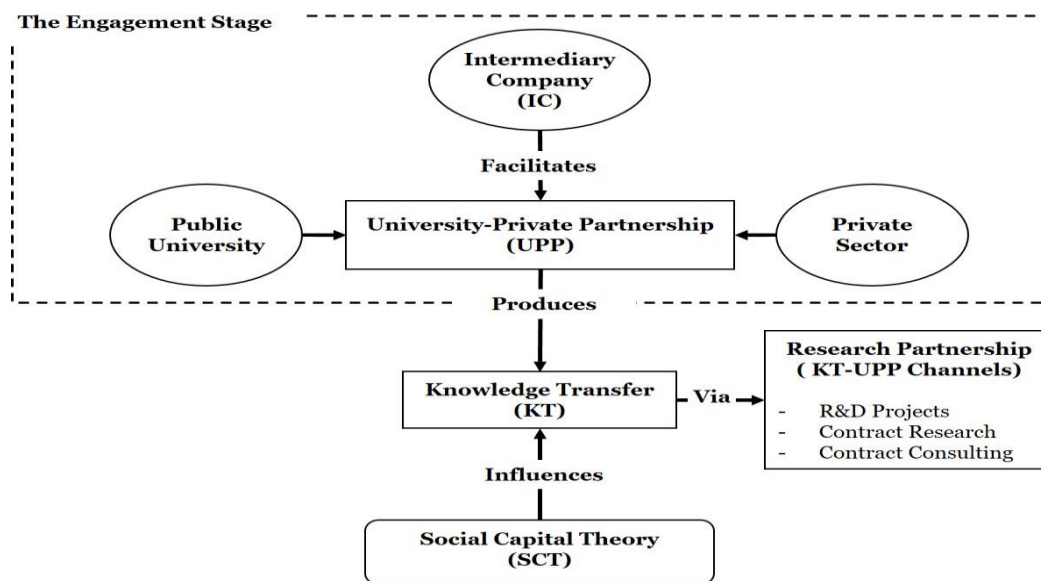 The Engagement Stage
Intermediary
Company
(IC)
Facilitates
Public
University
University-Private Partnership
(UPP)
Private
Sector
Produces
Knowledge Transfer
(KT)
Via
Research Partnership
( KT-UPP Channels)
- R&D Projects
- Contract Research
- Contract Consulting
Influences
Social Capital Theory
(SCT)